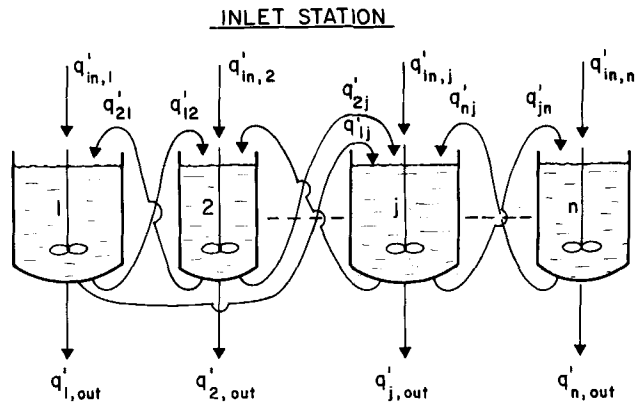 INLET STATION
q'in,1
q'in,2
q'in,j
q'in,n
q'21
q'12
q'2j
q'1j
q'nj
q'jn
1
2
j
n
q'1,out
q'2,out
q'j,out
q'n,out